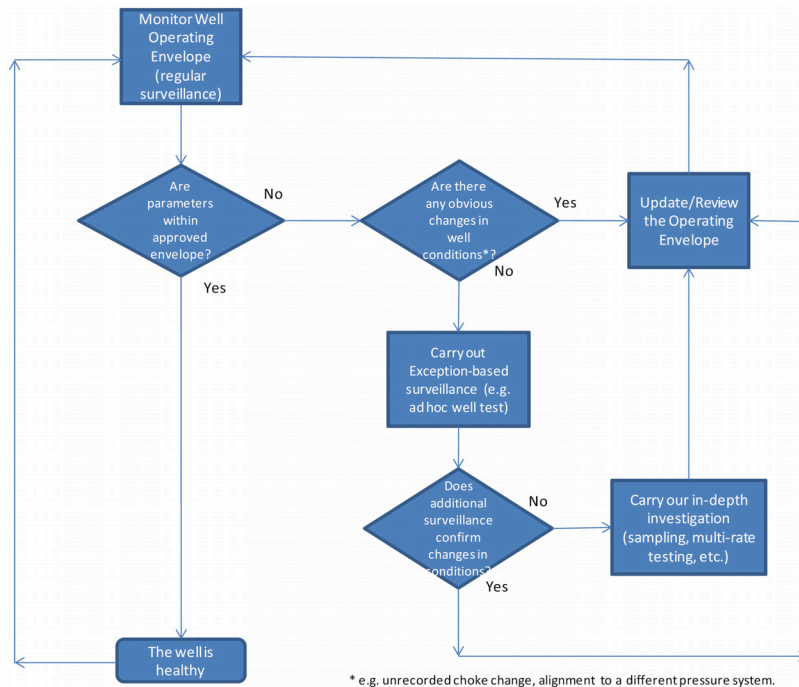 Monitor Well
Operating
Envelope
(regular
surveillance)
Are
parameters
within
approved
envelope?
No
Yes
Are there
any obvious
changes in
well
conditions*?
Yes
No
Update/Review
the Operating
Envelope
Carry out
Exception-based
surveillance (e.g.
ad hoc well test)
Does
additional
surveillance
confirm
changes in
conditions?
No
Yes
Carry our in-depth
investigation
(sampling, multi-rate
testing, etc.)
The well is
healthy
* e.g. unrecorded choke change, alignment to a different pressure system.